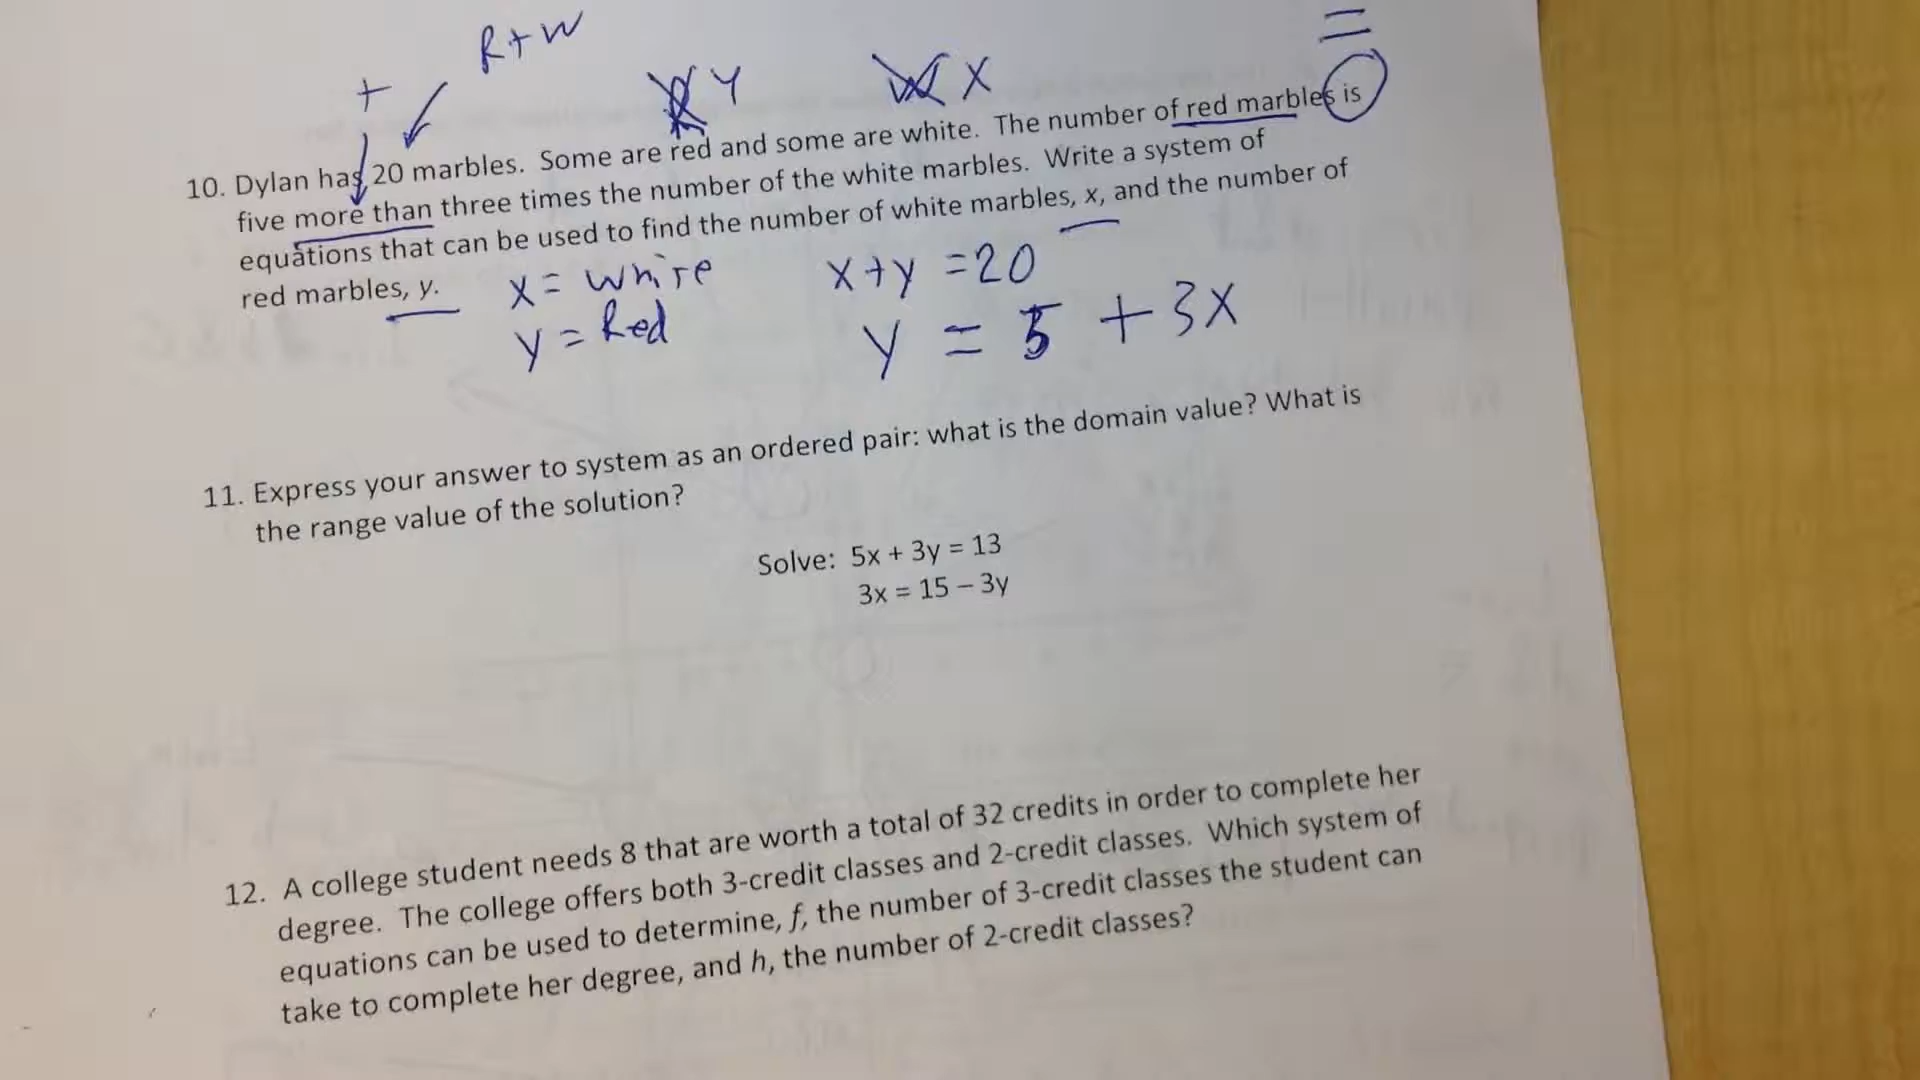 R+W
=
+
R Y
W X
10. Dylan has 20 marbles. Some are red and some are white. The number of red marbles is
five more than three times the number of the white marbles. Write a system of
equations that can be used to find the number of white marbles, x, and the number of
red marbles, y.
x = white
x+y =20
y = Red
y = 5 + 3x
11. Express your answer to system as an ordered pair: what is the domain value? What is
the range value of the solution?
Solve: 5x + 3y = 13
3x = 15 – 3y
12. A college student needs 8 that are worth a total of 32 credits in order to complete her
degree. The college offers both 3-credit classes and 2-credit classes. Which system of
equations can be used to determine, f, the number of 3-credit classes the student can
take to complete her degree, and h, the number of 2-credit classes?